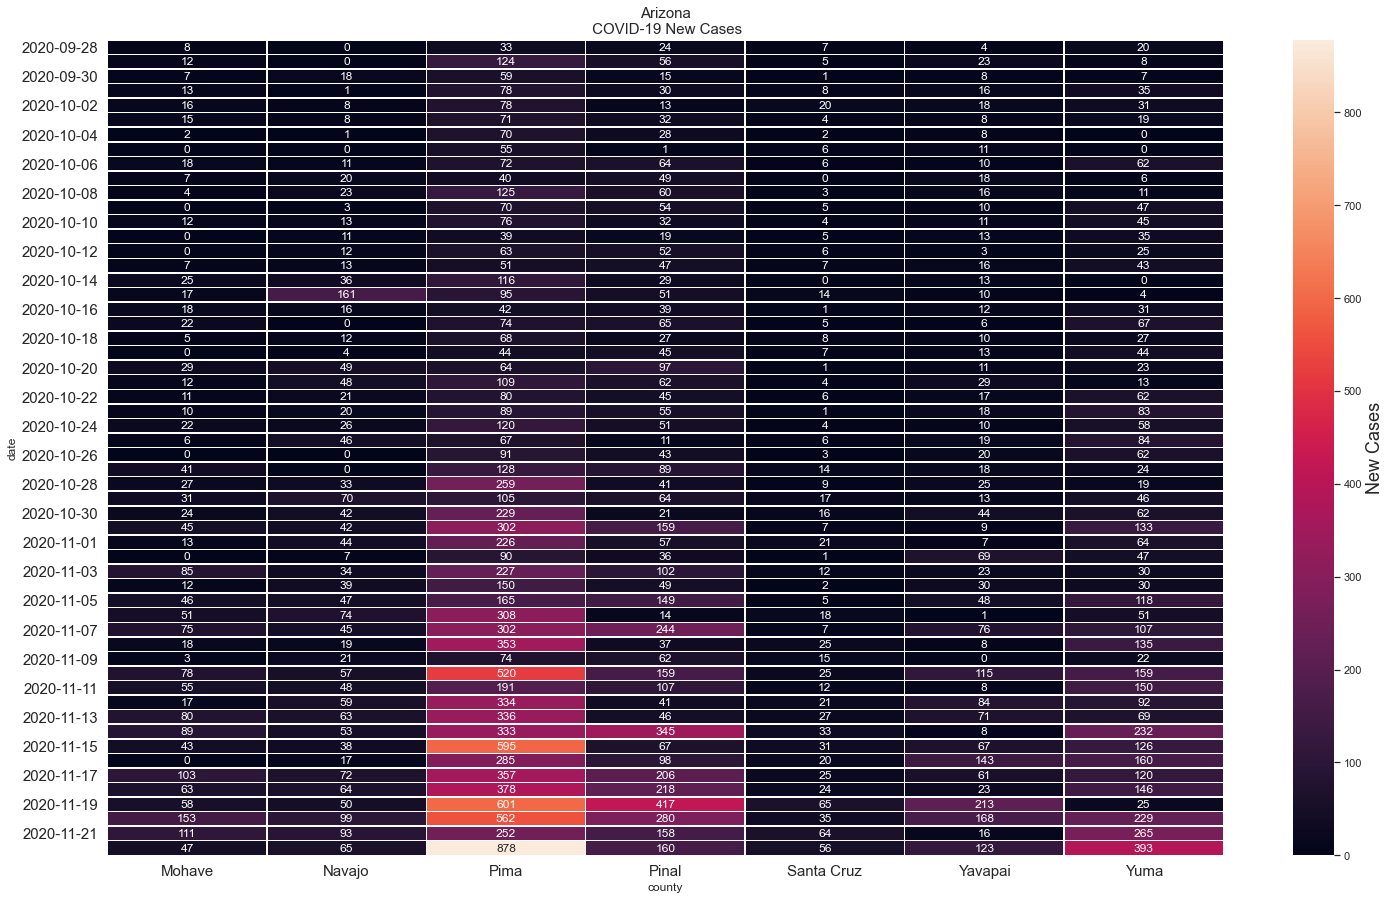 Arizona
COVID-19 New Cases
2020-09-28 8 0 33 24 7 4 20
12 0 124 56 5 23 8
2020-09-30 7 18 59 15 1 8 7
13 1 78 30 8 16 35
2020-10-02 16 8 78 13 20 18 31
15 8 71 32 4 8 19
2020-10-04 2 1 70 28 2 8 0
0 0 55 1 6 11 0
2020-10-06 18 11 72 64 6 10 62
7 20 40 49 0 18 6
2020-10-08 4 23 125 60 3 16 11
0 3 70 54 5 10 47
2020-10-10 12 13 76 32 4 11 45
0 11 39 19 5 13 35
2020-10-12 0 12 63 52 6 3 25
7 13 51 47 7 16 43
2020-10-14 25 36 116 29 0 13 0
17 161 95 51 14 10 4
2020-10-16 18 16 42 39 1 12 31
22 0 74 65 5 6 67
2020-10-18 5 12 68 27 8 10 27
0 4 44 45 7 13 44
2020-10-20 29 49 64 97 1 11 23
12 48 109 62 4 29 13
2020-10-22 11 21 80 45 6 17 62
10 20 89 55 1 18 83
2020-10-24 22 26 120 51 4 10 58
6 46 67 11 6 19 84
2020-10-26 0 0 91 43 3 20 62
41 0 128 89 14 18 24
2020-10-28 27 33 259 41 9 25 19
31 70 105 64 17 13 46
2020-10-30 24 42 229 21 16 44 62
45 42 302 159 7 9 133
2020-11-01 13 44 226 57 21 7 64
0 7 90 36 1 69 47
2020-11-03 85 34 227 102 12 23 30
12 39 150 49 2 30 30
2020-11-05 46 47 165 149 5 48 118
51 74 308 14 18 1 51
2020-11-07 75 45 302 244 7 76 107
18 19 353 37 25 8 135
2020-11-09 3 21 74 62 15 0 22
78 57 520 159 25 115 159
2020-11-11 55 48 191 107 12 8 150
17 59 334 41 21 84 92
2020-11-13 80 63 336 46 27 71 69
89 53 333 345 33 8 232
2020-11-15 43 38 595 67 31 67 126
0 17 285 98 20 143 160
2020-11-17 103 72 357 206 25 61 120
63 64 378 218 24 23 146
2020-11-19 58 50 601 417 65 213 25
153 99 562 280 35 168 229
2020-11-21 111 93 252 158 64 16 265
47 65 878 160 56 123 393
Mohave Navajo Pima Pinal Santa Cruz Yavapai Yuma
county
date
800
700
600
500
400
300
200
100
0
New Cases